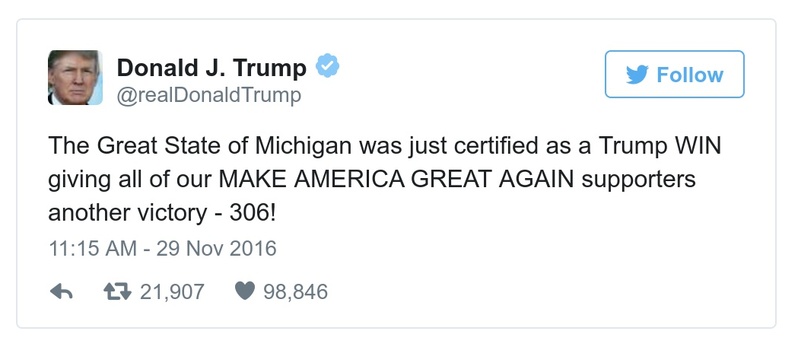 Donald J. Trump
@realDonaldTrump
Follow
The Great State of Michigan was just certified as a Trump WIN
giving all of our MAKE AMERICA GREAT AGAIN supporters
another victory - 306!
11:15 AM - 29 Nov 2016
21,907 98,846